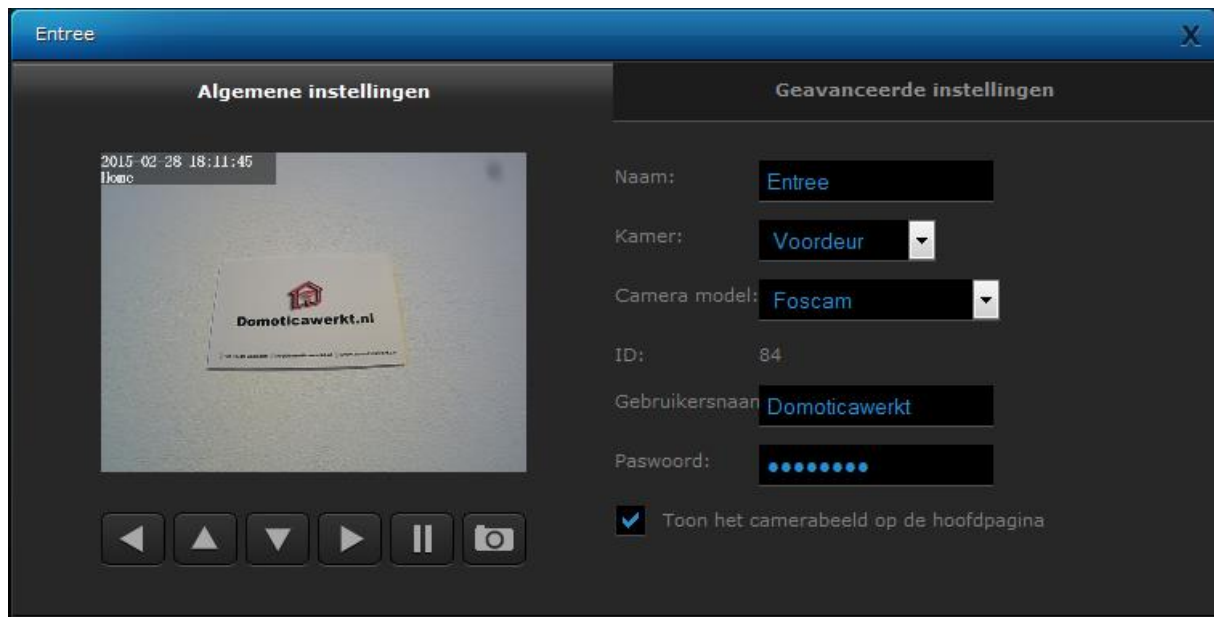 Entree
X
Algemene instellingen
Geavanceerde instellingen
2015-02-28 18:11:45
Home
Domoticawerkt.nl
Naam:
Entree
Kamer:
Voordeur
Camera model:
Foscam
ID:
84
Gebruikersnaam
Domoticawerkt
Paswoord:
●●●●●●●●
Toon het camerabeeld op de hoofdpagina